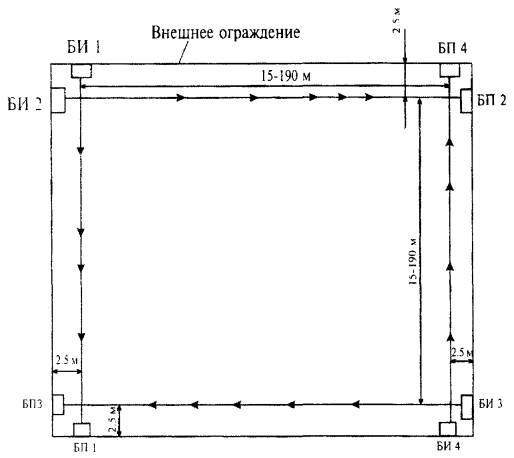 Внешнее ограждение
2.5 м
БИ 1
БП 4
15-190 м
БИ 2
БП 2
15-190 м
2.5 м
2.5 м
БП3
2.5 м
БИ 3
БП 1
БИ 4